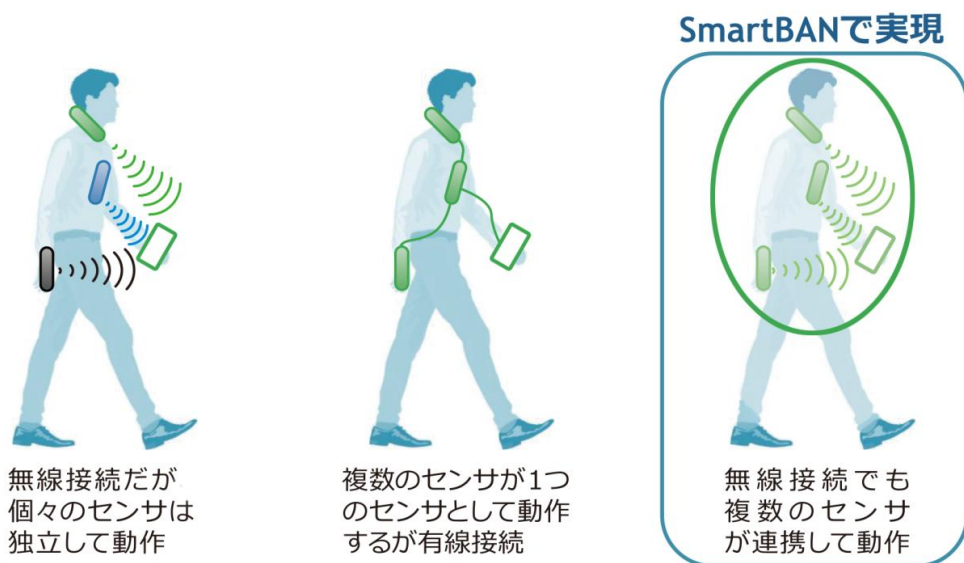 SmartBANで実現
無線接続だが
個々のセンサは
独立して動作
複数のセンサが1つ
のセンサとして動作
するが有線接続
無線接続でも
複数のセンサ
が連携して動作